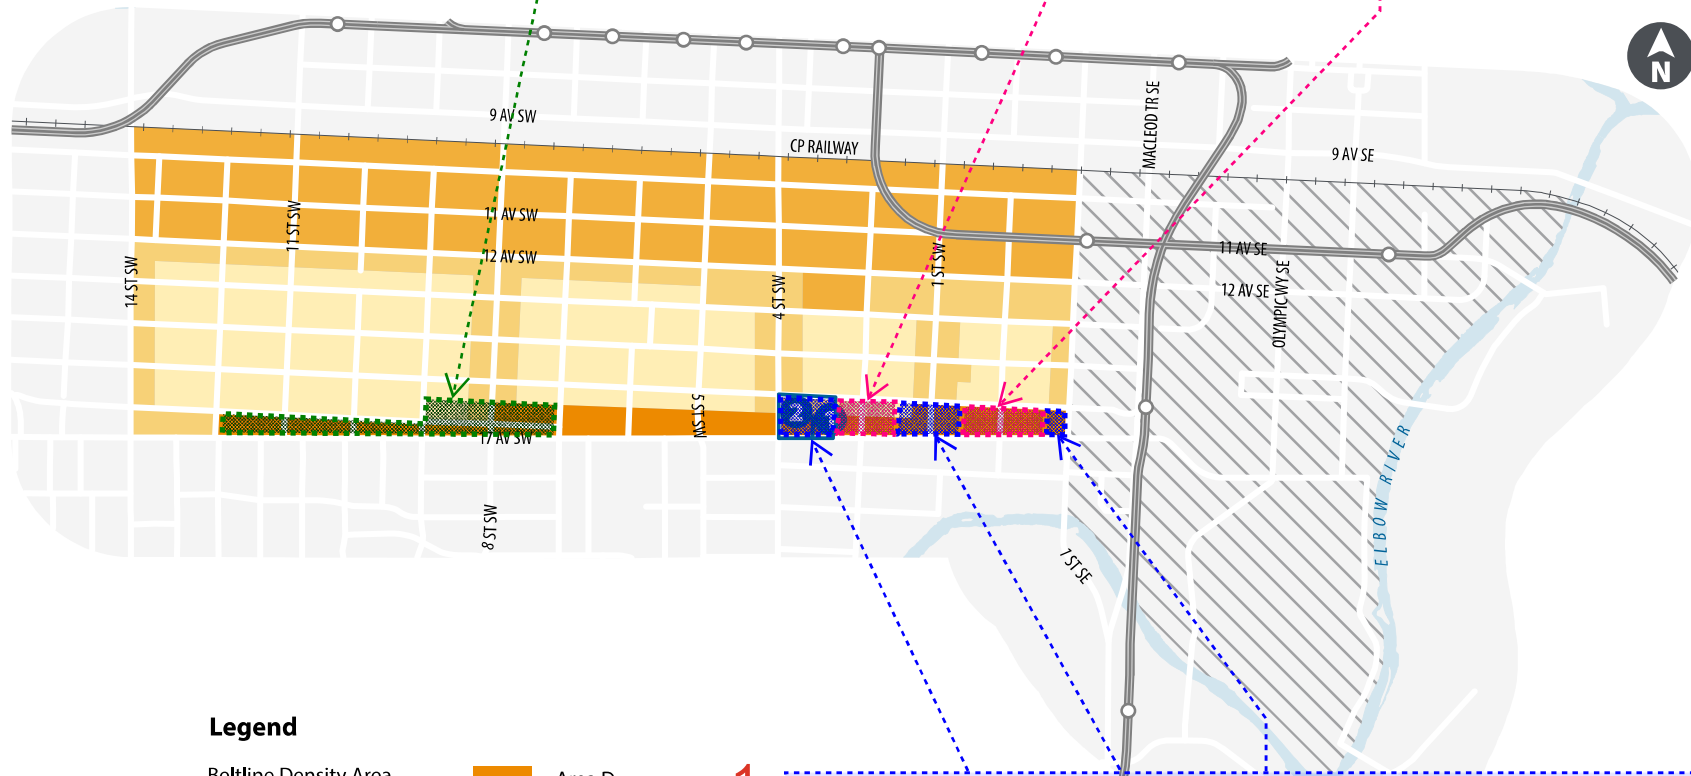 N
9 AV SW
CP RAILWAY
MACLEOD TR SE
9 AV SE
11 ST SW
11 AV SW
12 AV SW
14 ST SW
4 ST SW
1 ST SW
11 AV SE
12 AV SE
OLYMPIC WY SE
5 ST SW
17 AV SW
8 ST SW
1 ST SE
ELBOW RIVER
Legend
Beltline Density Area
Area D
1